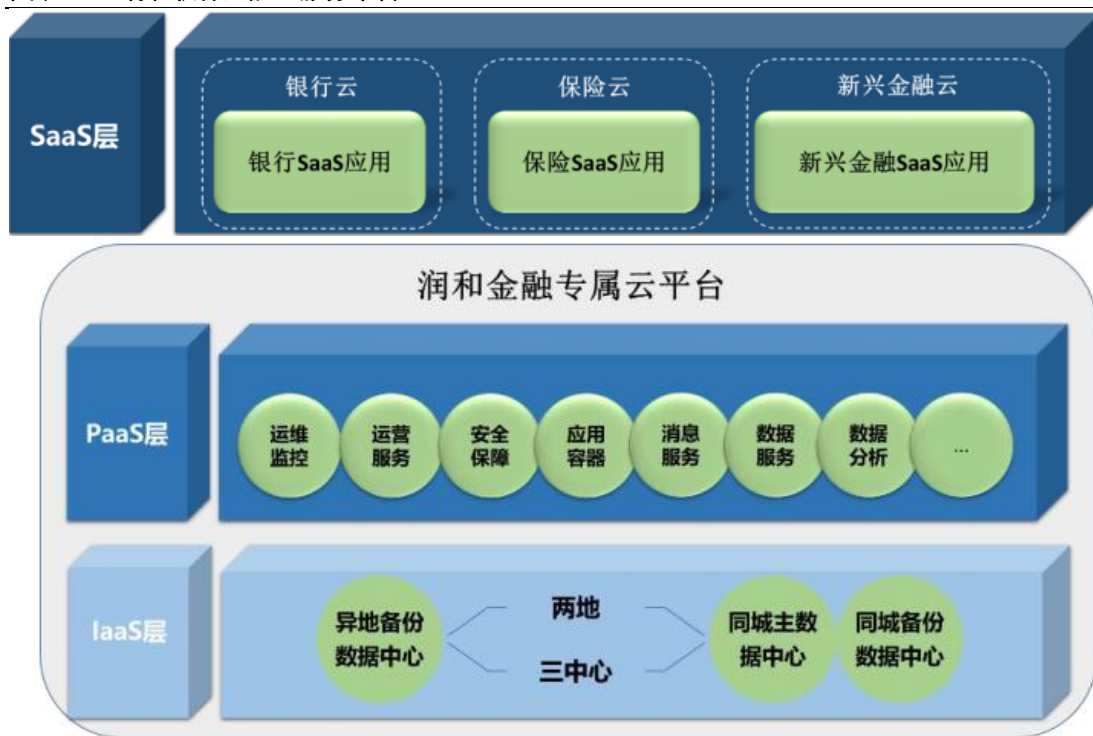 银行云
保险云
新兴金融云
SaaS层
银行SaaS应用
保险SaaS应用
新兴金融SaaS应用
润和金融专属云平台
PaaS层
运维
监控
运营
服务
安全
保障
应用
容器
消息
服务
数据
服务
数据
分析
...
IaaS层
异地备份
数据中心
两地
三中心
同城主数
据中心
同城备份
数据中心